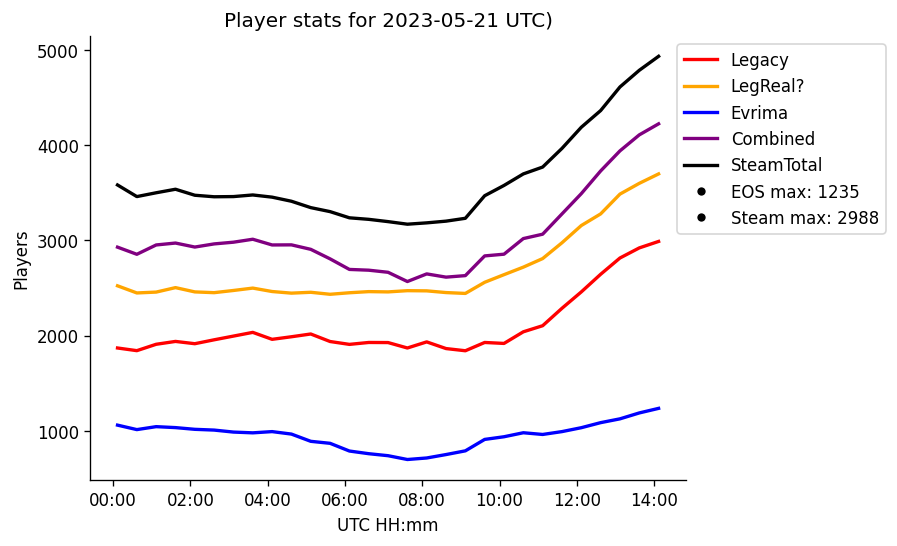 Player stats for 2023-05-21 UTC)
5000
4000
3000
2000
1000
Players
00:00 02:00 04:00 06:00 08:00 10:00 12:00 14:00
UTC HH:mm
Legacy
LegReal?
Evrima
Combined
SteamTotal
EOS max: 1235
Steam max: 2988